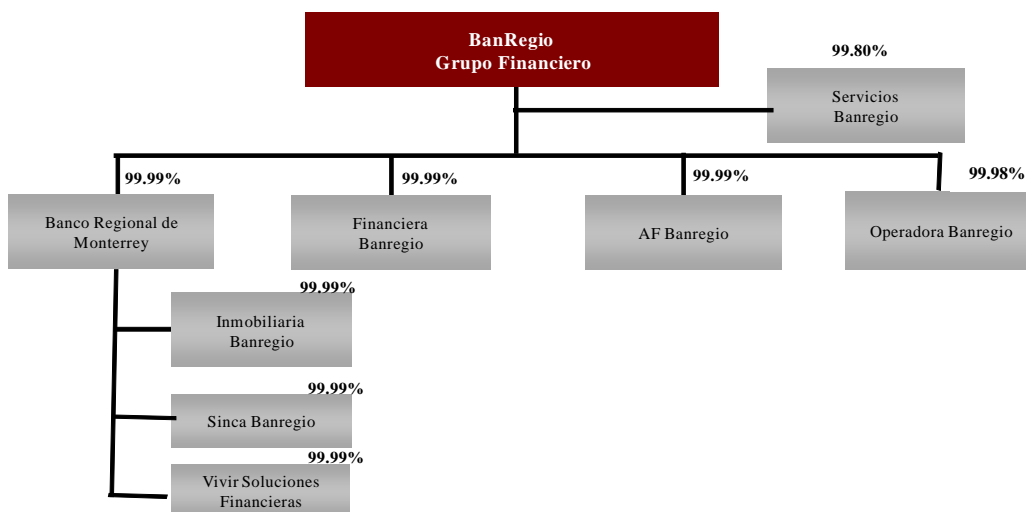 BanRegio
Grupo Financiero
99.80%
Servicios
Banregio
99.99%
99.99%
99.99%
99.98%
Banco Regional de
Monterrey
Financiera
Banregio
AF Banregio
Operadora Banregio
99.99%
Inmobiliaria
Banregio
99.99%
Sinca Banregio
99.99%
Vivir Soluciones
Financieras